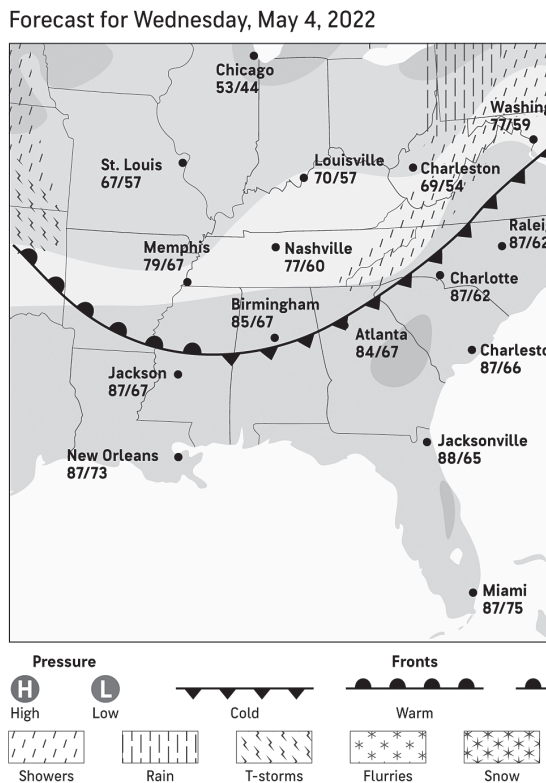 Forecast for Wednesday, May 4, 2022
Chicago
53/44
Washing
77/59
St. Louis
67/57
Louisville
70/57
Charleston
69/54
Raleig
87/62
Memphis
79/67
Nashville
77/60
Charlotte
87/62
Birmingham
85/67
Atlanta
84/67
Charlesto
87/66
Jackson
87/67
New Orleans
87/73
Jacksonville
88/65
Miami
87/75
Pressure
Fronts
H
L
High
Low
Cold
Warm
Showers
Rain
T-storms
Flurries
Snow